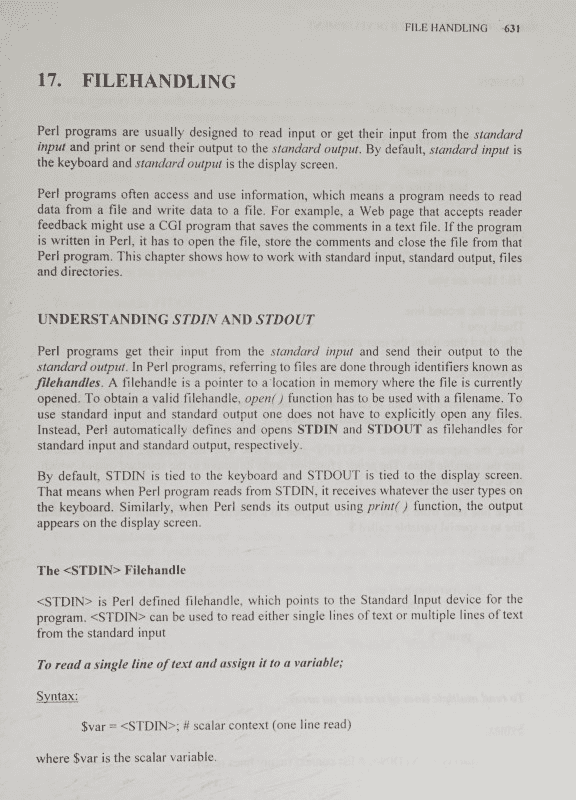 FILE HANDLING 631
17. FILEHANDLING
Perl programs are usually designed to read input or get their input from the standard
input and print or send their output to the standard output. By default, standard input is
the keyboard and standard output is the display screen.
Perl programs often access and use information, which means a program needs to read
data from a file and write data to a file. For example, a Web page that accepts reader
feedback might use a CGI program that saves the comments in a text file. If the program
is written in Perl, it has to open the file, store the comments and close the file from that
Perl program. This chapter shows how to work with standard input, standard output, files
and directories.
UNDERSTANDING STDIN AND STDOUT
Perl programs get their input from the standard input and send their output to the
standard output. In Perl programs, referring to files are done through identifiers known as
filehandles. A filehandle is a pointer to a location in memory where the file is currently
opened. To obtain a valid filehandle, open( ) function has to be used with a filename. To
use standard input and standard output one does not have to explicitly open any files.
Instead, Perl automatically defines and opens STDIN and STDOUT as filehandles for
standard input and standard output, respectively.
By default, STDIN is tied to the keyboard and STDOUT is tied to the display screen.
That means when Perl program reads from STDIN, it receives whatever the user types on
the keyboard. Similarly, when Perl sends its output using print( ) function, the output
appears on the display screen.
The <STDIN> Filehandle
<STDIN> is Perl defined filehandle, which points to the Standard Input device for the
program. <STDIN> can be used to read either single lines of text or multiple lines of text
from the standard input
To read a single line of text and assign it to a variable;
Syntax:
$var = <STDIN>; # scalar context (one line read)
where $var is the scalar variable.